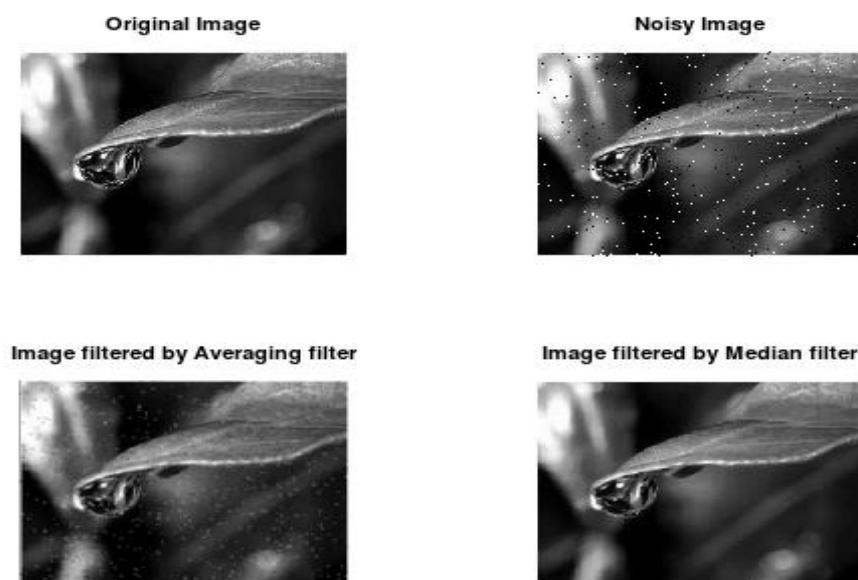 Original Image
Noisy Image
Image filtered by Averaging filter
Image filtered by Median filter